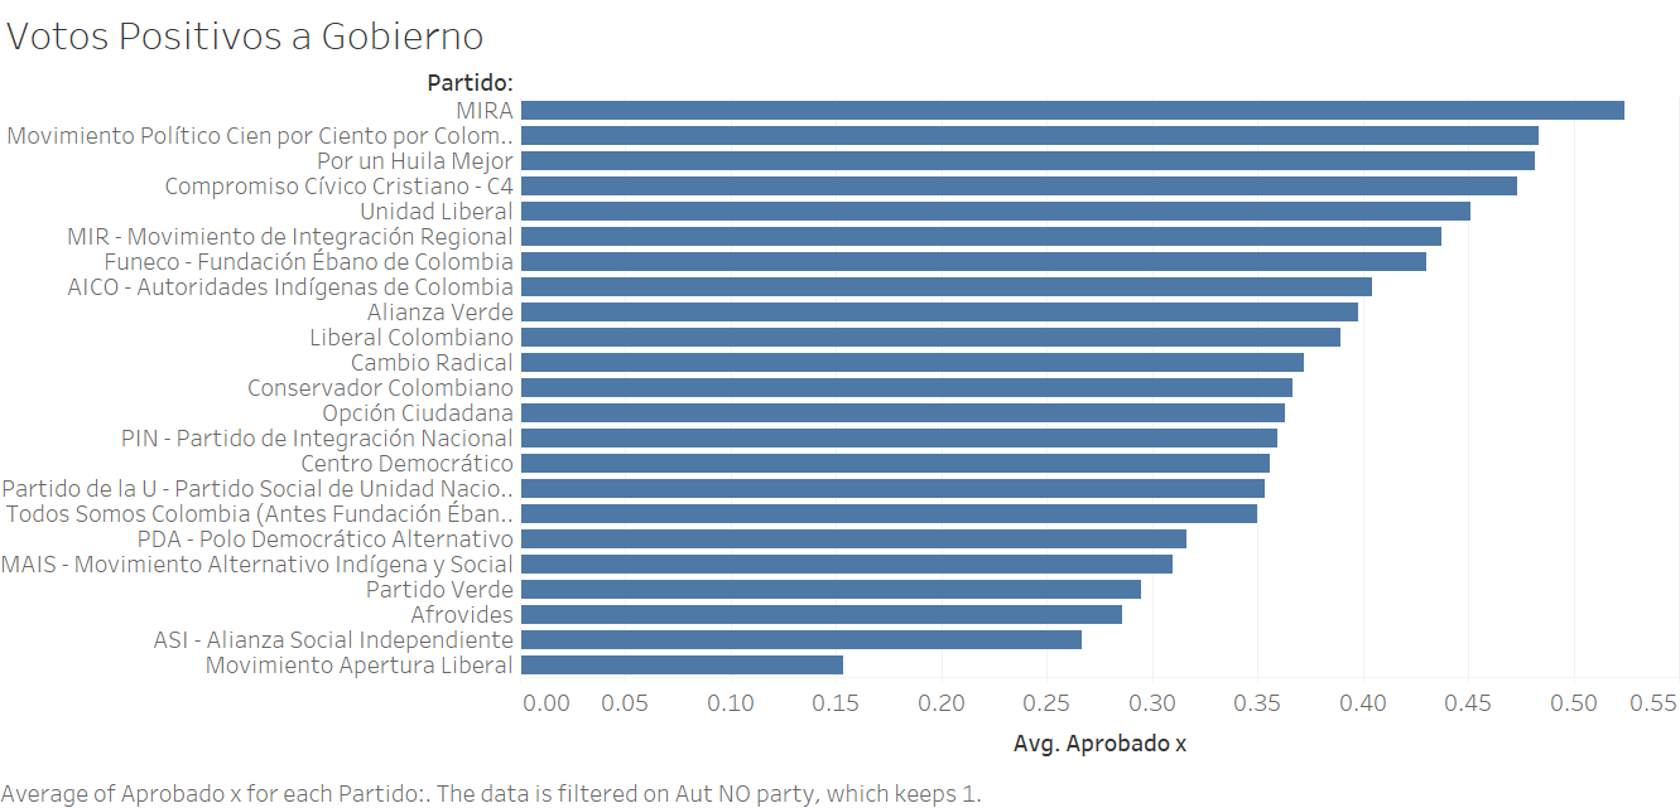 Votos Positivos a Gobierno
Partido:
MIRA
Movimiento Político Cien por Ciento por Colom..
Por un Huila Mejor
Compromiso Cívico Cristiano - C4
Unidad Liberal
MIR - Movimiento de Integración Regional
Funeco - Fundación Ébano de Colombia
AICO - Autoridades Indígenas de Colombia
Alianza Verde
Liberal Colombiano
Cambio Radical
Conservador Colombiano
Opción Ciudadana
PIN - Partido de Integración Nacional
Centro Democrático
Partido de la U - Partido Social de Unidad Nacio..
Todos Somos Colombia (Antes Fundación Éban..
PDA - Polo Democrático Alternativo
MAIS - Movimiento Alternativo Indígena y Social
Partido Verde
Afrovides
ASI - Alianza Social Independiente
Movimiento Apertura Liberal
0.00 0.05 0.10 0.15 0.20 0.25 0.30 0.35 0.40 0.45 0.50 0.55
Avg. Aprobado x
Average of Aprobado x for each Partido:. The data is filtered on Aut NO party, which keeps 1.